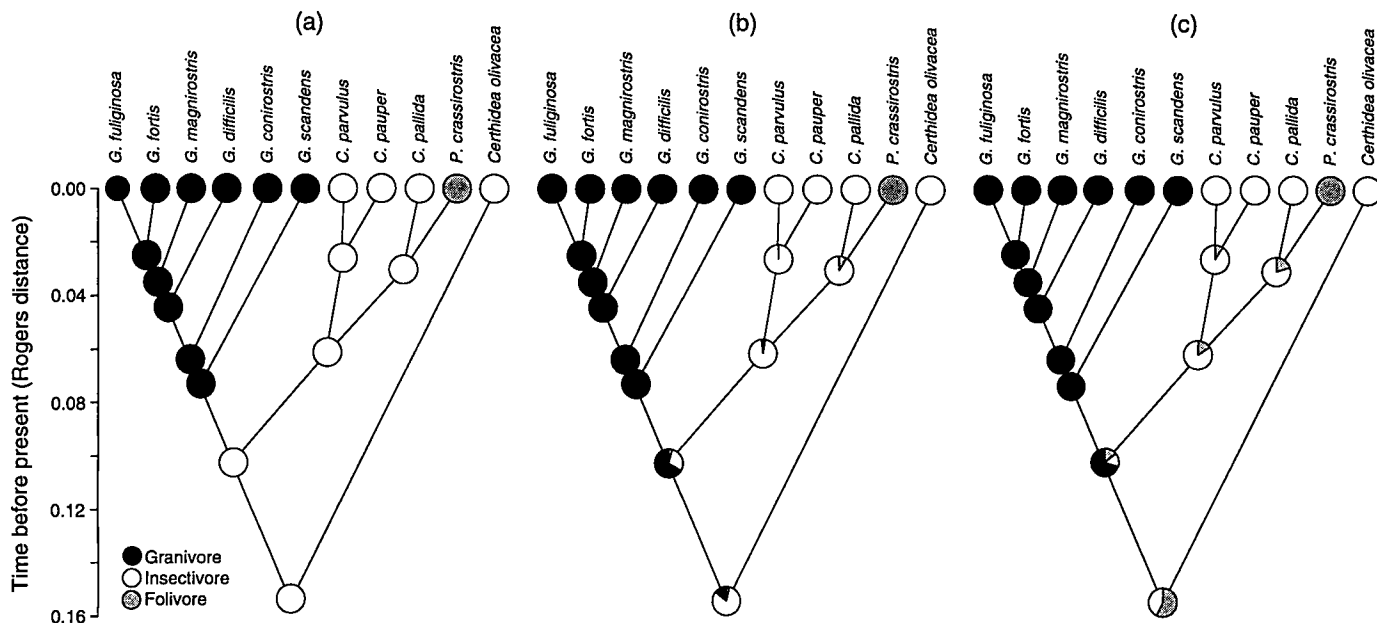 (a)
(b)
(c)
G. fuliginosa
G. fortis
G. magnirostris
G. difficilis
G. conirostris
G. scandens
C. parvulus
C. pauper
C. pallida
P. crassirostris
Certhidea olivacea
G. fuliginosa
G. fortis
G. magnirostris
G. difficilis
G. conirostris
G. scandens
C. parvulus
C. pauper
C. pallida
P. crassirostris
Certhidea olivacea
G. fuliginosa
G. fortis
G. magnirostris
G. difficilis
G. conirostris
G. scandens
C. parvulus
C. pauper
C. pallida
P. crassirostris
Certhidea olivacea
Time before present (Rogers distance)
0.00
0.04
0.08
0.12
0.16
Granivore
Insectivore
Folivore